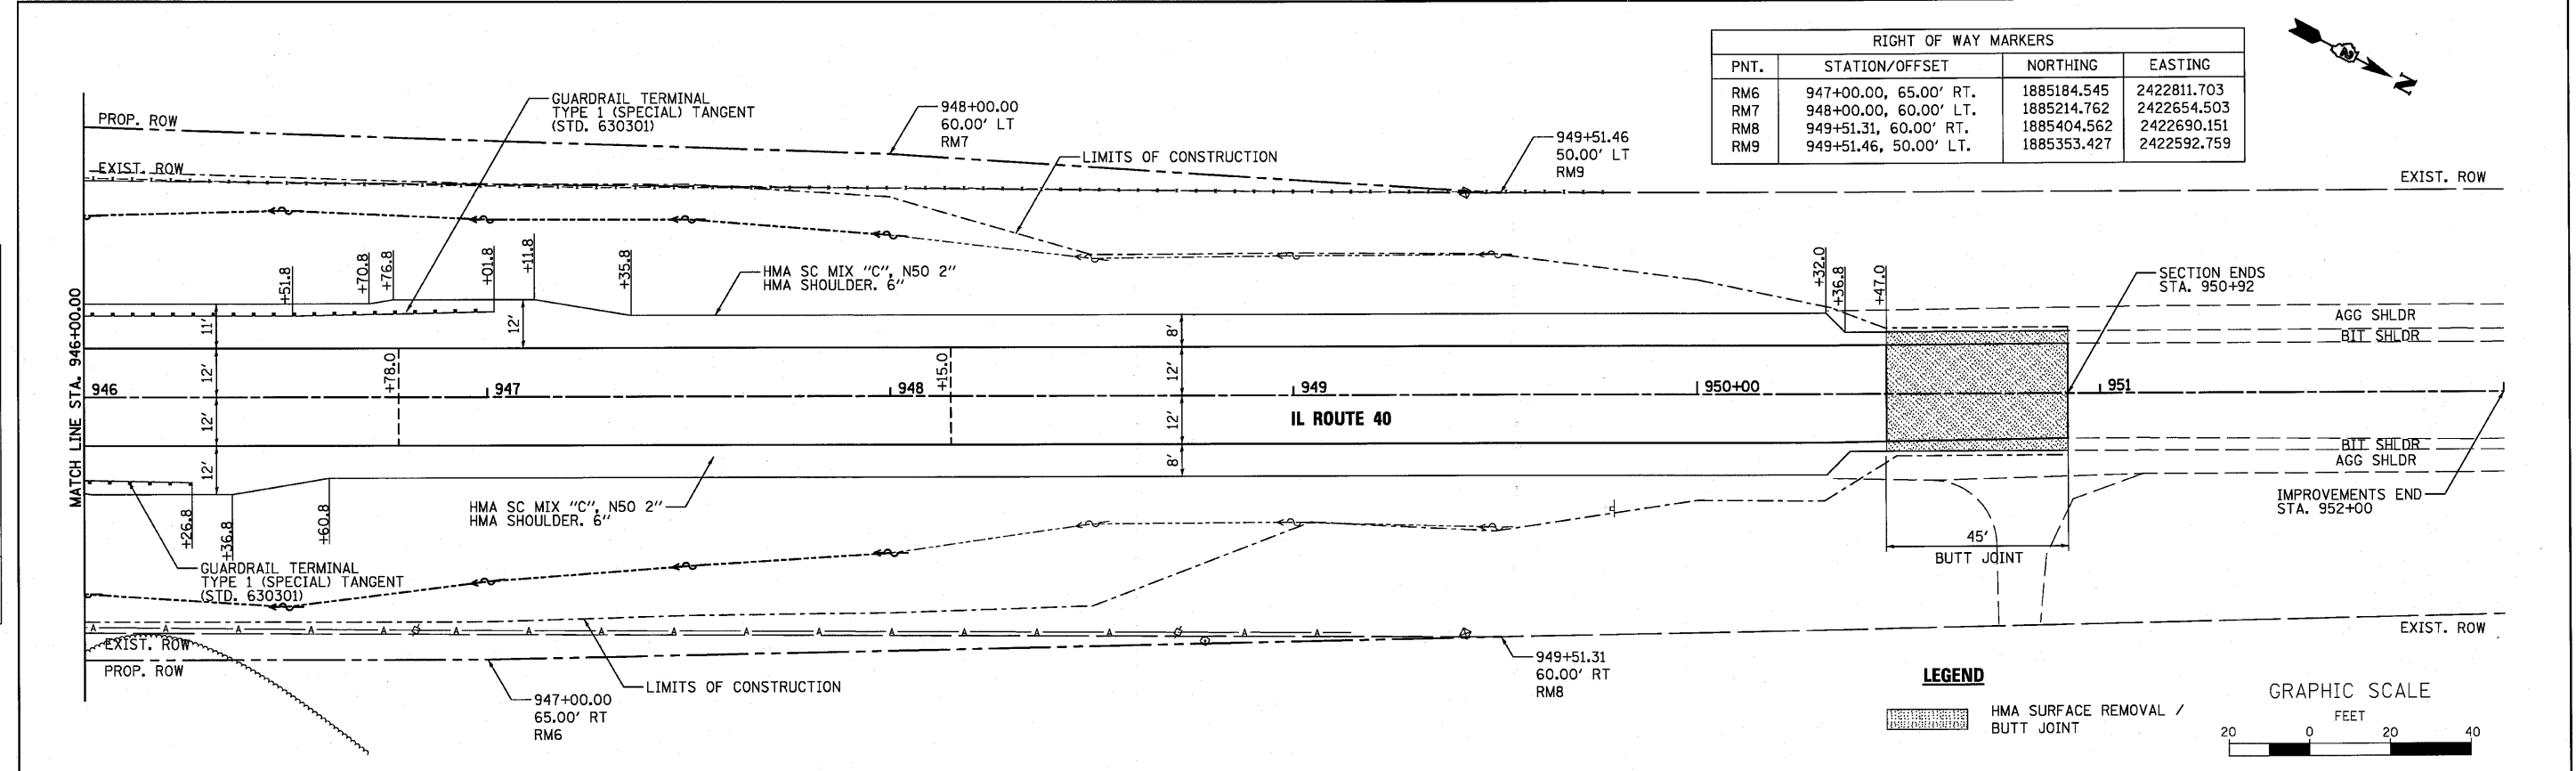 RIGHT OF WAY MARKERS
PNT. STATION/OFFSET NORTHING EASTING
RM6 947+00.00, 65.00' RT. 1885184.545 2422811.703
RM7 948+00.00, 60.00' LT. 1885214.762 2422654.503
RM8 949+51.31, 60.00' RT. 1885404.562 2422690.151
RM9 949+51.46, 50.00' LT. 1885353.427 2422592.759
N
GUARDRAIL TERMINAL
TYPE 1 (SPECIAL) TANGENT
(STD. 630301)
948+00.00
60.00' LT
RM7
949+51.46
50.00' LT
RM9
PROP. ROW
LIMITS OF CONSTRUCTION
EXIST. ROW
EXIST. ROW
+51.8
+70.8
+76.8
+01.8
+11.8
+35.8
HMA SC MIX "C", N50 2"
HMA SHOULDER. 6"
+32.0
+36.8
+47.0
SECTION ENDS
STA. 950+92
AGG SHLDR
BIT SHLDR
11'
12'
8'
12'
12'
+78.0
+15.0
946
947
948
949
950+00
951
MATCH LINE STA. 946+00.00
IL ROUTE 40
12'
12'
BIT SHLDR
AGG SHLDR
12'
8'
+26.8
+36.8
+60.8
HMA SC MIX "C", N50 2"
HMA SHOULDER. 6"
IMPROVEMENTS END
STA. 952+00
45'
BUTT JOINT
GUARDRAIL TERMINAL
TYPE 1 (SPECIAL) TANGENT
(STD. 630301)
A A A A A A A A A A A A A A A A A
EXIST. ROW
EXIST. ROW
PROP. ROW
LIMITS OF CONSTRUCTION
947+00.00
65.00' RT
RM6
949+51.31
60.00' RT
RM8
LEGEND
HMA SURFACE REMOVAL /
BUTT JOINT
GRAPHIC SCALE
FEET
20 0 20 40